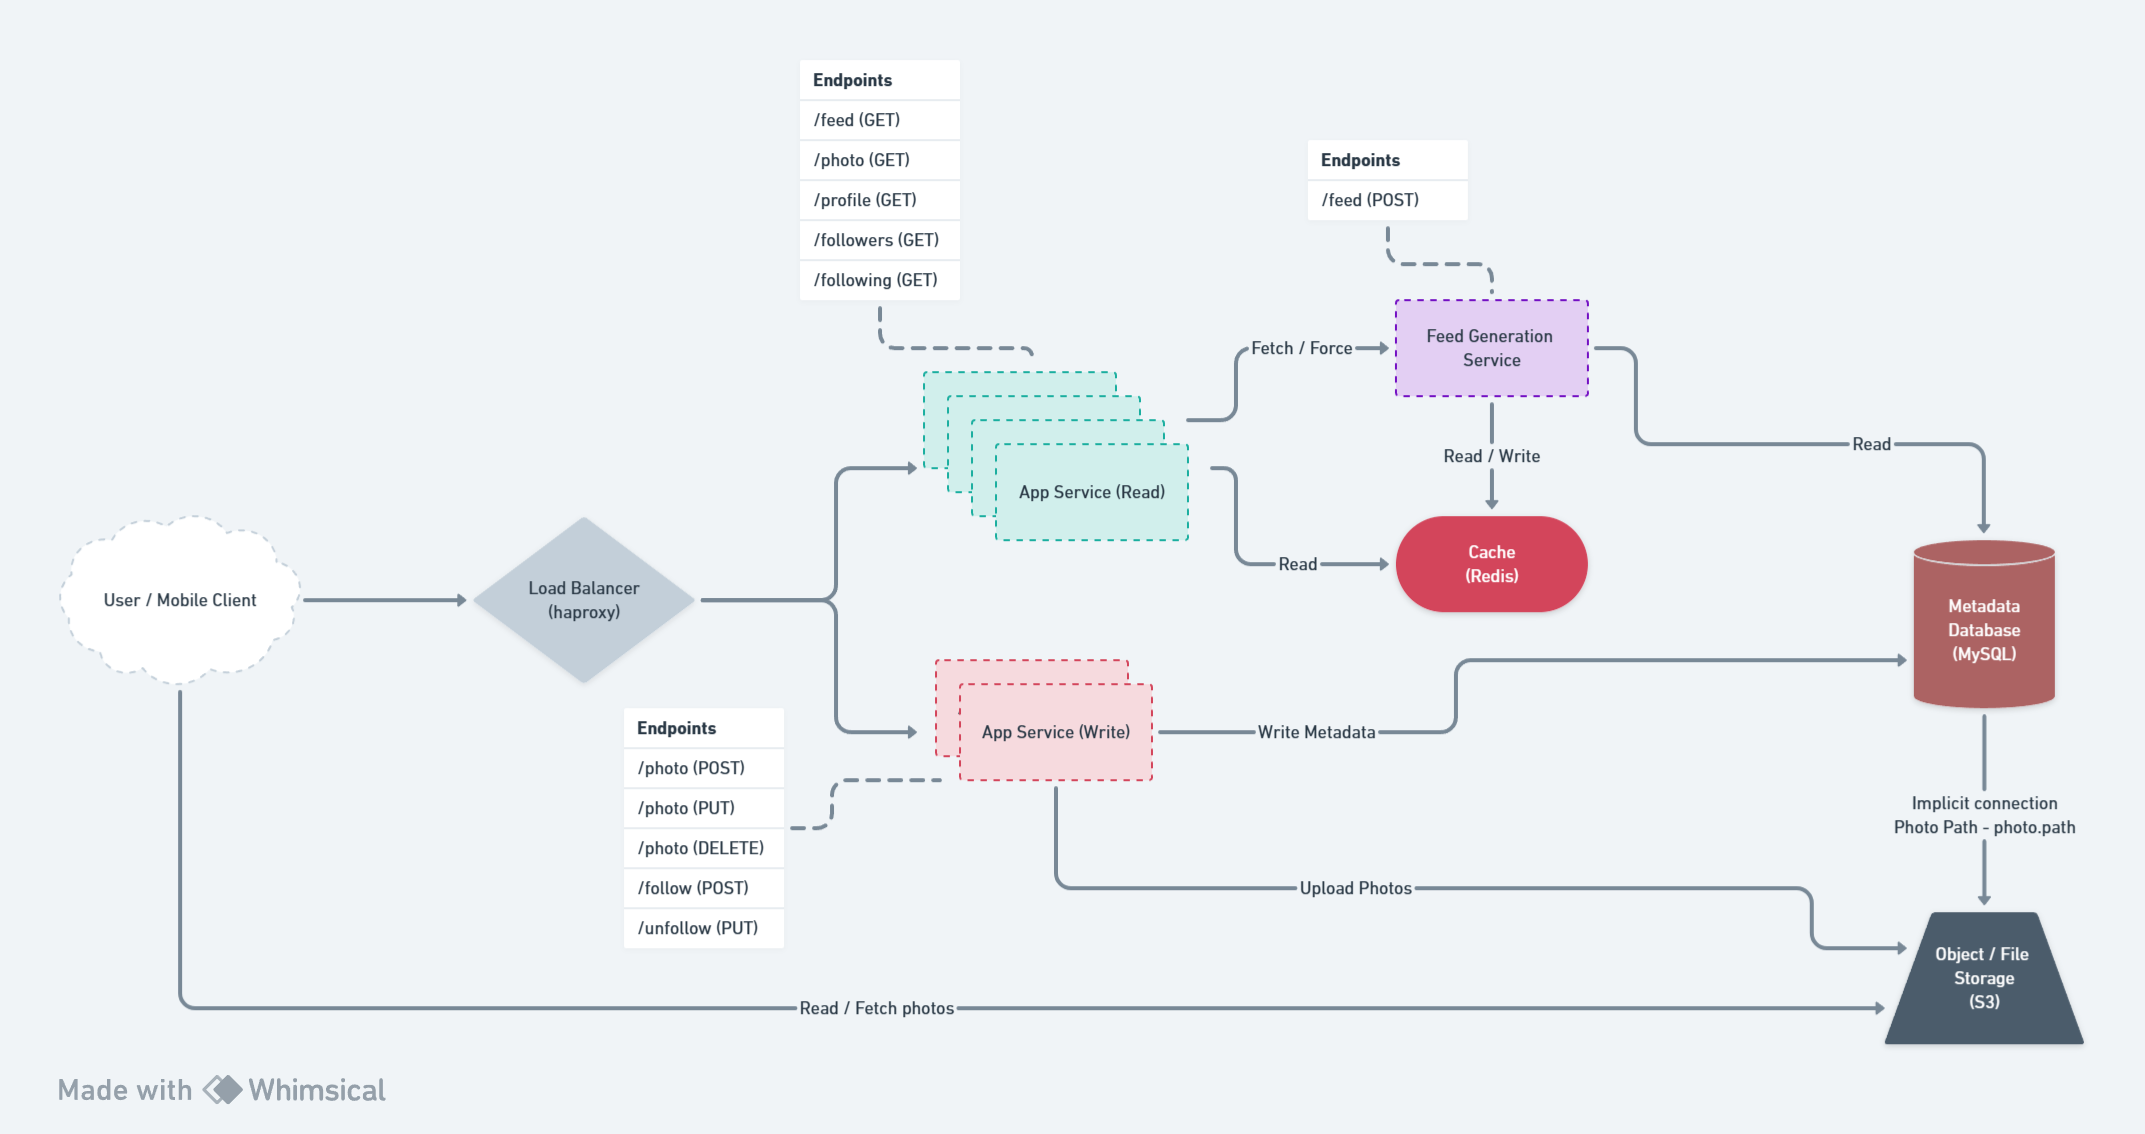 Endpoints
/feed (GET)
/photo (GET)
/profile (GET)
/followers (GET)
/following (GET)
Endpoints
/feed (POST)
Feed Generation
Service
Fetch / Force
Read
Read / Write
App Service (Read)
Read
Cache
(Redis)
User / Mobile Client
Load Balancer
(haproxy)
Metadata
Database
(MySQL)
App Service (Write)
Write Metadata
Endpoints
/photo (POST)
/photo (PUT)
/photo (DELETE)
/follow (POST)
/unfollow (PUT)
Implicit connection
Photo Path - photo.path
Upload Photos
Object / File
Storage
(S3)
Read / Fetch photos
Made with Whimsical